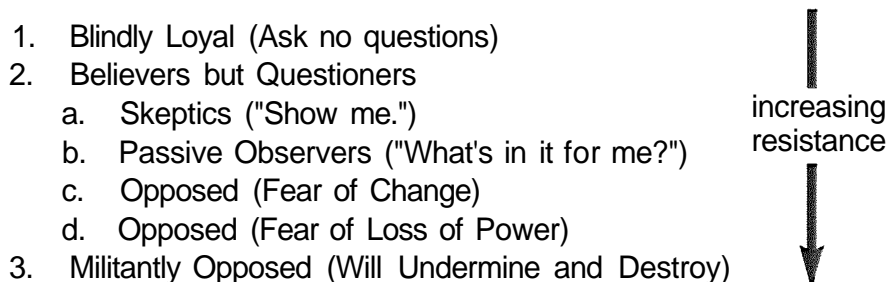 1. Blindly Loyal (Ask no questions)
2. Believers but Questioners
a. Skeptics ("Show me.")
b. Passive Observers ("What's in it for me?")
c. Opposed (Fear of Change)
d. Opposed (Fear of Loss of Power)
3. Militantly Opposed (Will Undermine and Destroy)
increasing
resistance